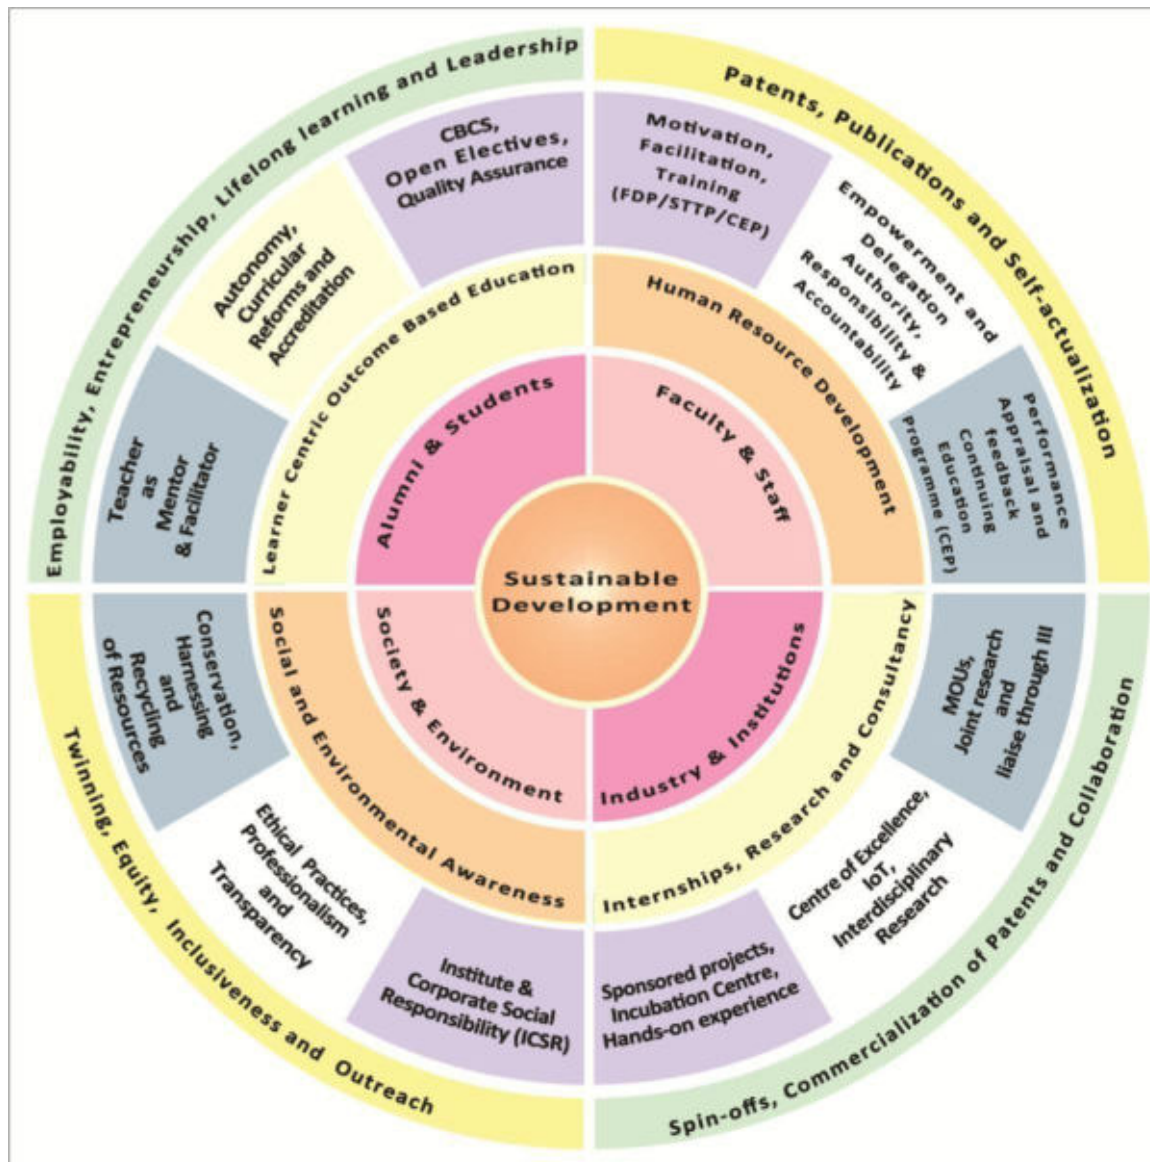 Employability, Entrepreneurship, Lifelong learning and Leadership
Patents, Publications and Self-actualization
CBCS,
Open Electives,
Quality Assurance
Autonomy,
Curricular
Reforms and
Accreditation
Teacher
as
Mentor
& Facilitator
Motivation,
Facilitation,
Training
(FDP/STTP/CEP)
Empowerment and
Delegation
Authority,
Responsibility &
Accountability
Performance
Appraisal and
feedback
Continuing
Education
Programme (CEP)
Learner Centric Outcome Based Education
Human Resource Development
Alumni & Students
Faculty & Staff
Sustainable
Development
Society & Environment
Industry & Institutions
Social and Environmental Awareness
Internships, Research and Consultancy
Conservation,
Harnessing
and
Recycling
of Resources
Ethical Practices,
Professionalism
and
Transparency
Institute &
Corporate Social
Responsibility (ICSR)
MOUs,
Joint research
and
liaise through III
Centre of Excellence,
IoT,
Interdisciplinary
Research
Sponsored projects,
Incubation Centre,
Hands-on experience
Twinning, Equity, Inclusiveness and Outreach
Spin-offs, Commercialization of Patents and Collaboration